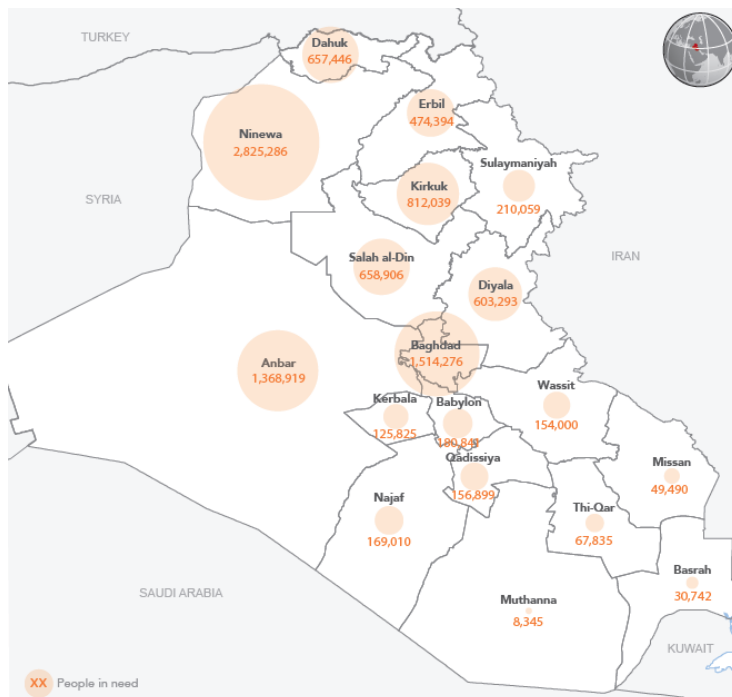 TURKEY
Dahuk
657,446
Erbil
474,394
Ninewa
2,825,286
Sulaymaniyah
210,059
Kirkuk
812,039
SYRIA
IRAN
Salah al-Din
658,906
Diyala
603,293
Baghdad
1,514,276
Anbar
1,368,919
Wassit
154,000
Kerbala
125,825
Babylon
Qadissiya
156,899
Missan
49,490
Najaf
169,010
Thi-Qar
67,835
Basrah
30,742
SAUDI ARABIA
Muthanna
8,345
KUWAIT
XX People in need